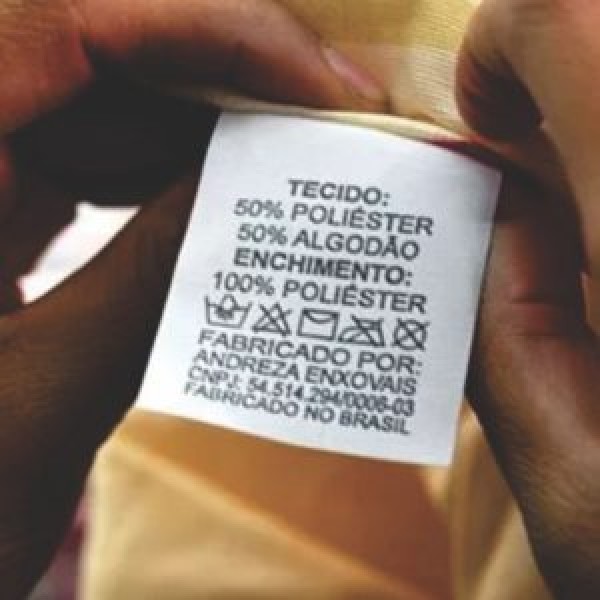 TECIDO:
50% POLIÉSTER
50% ALGODÃO
ENCHIMENTO:
100% POLIÉSTER
FABRICADO POR:
ANDREZA ENXOVAIS
CNPJ: 54.514.294/0006-03
FABRICADO NO BRASIL